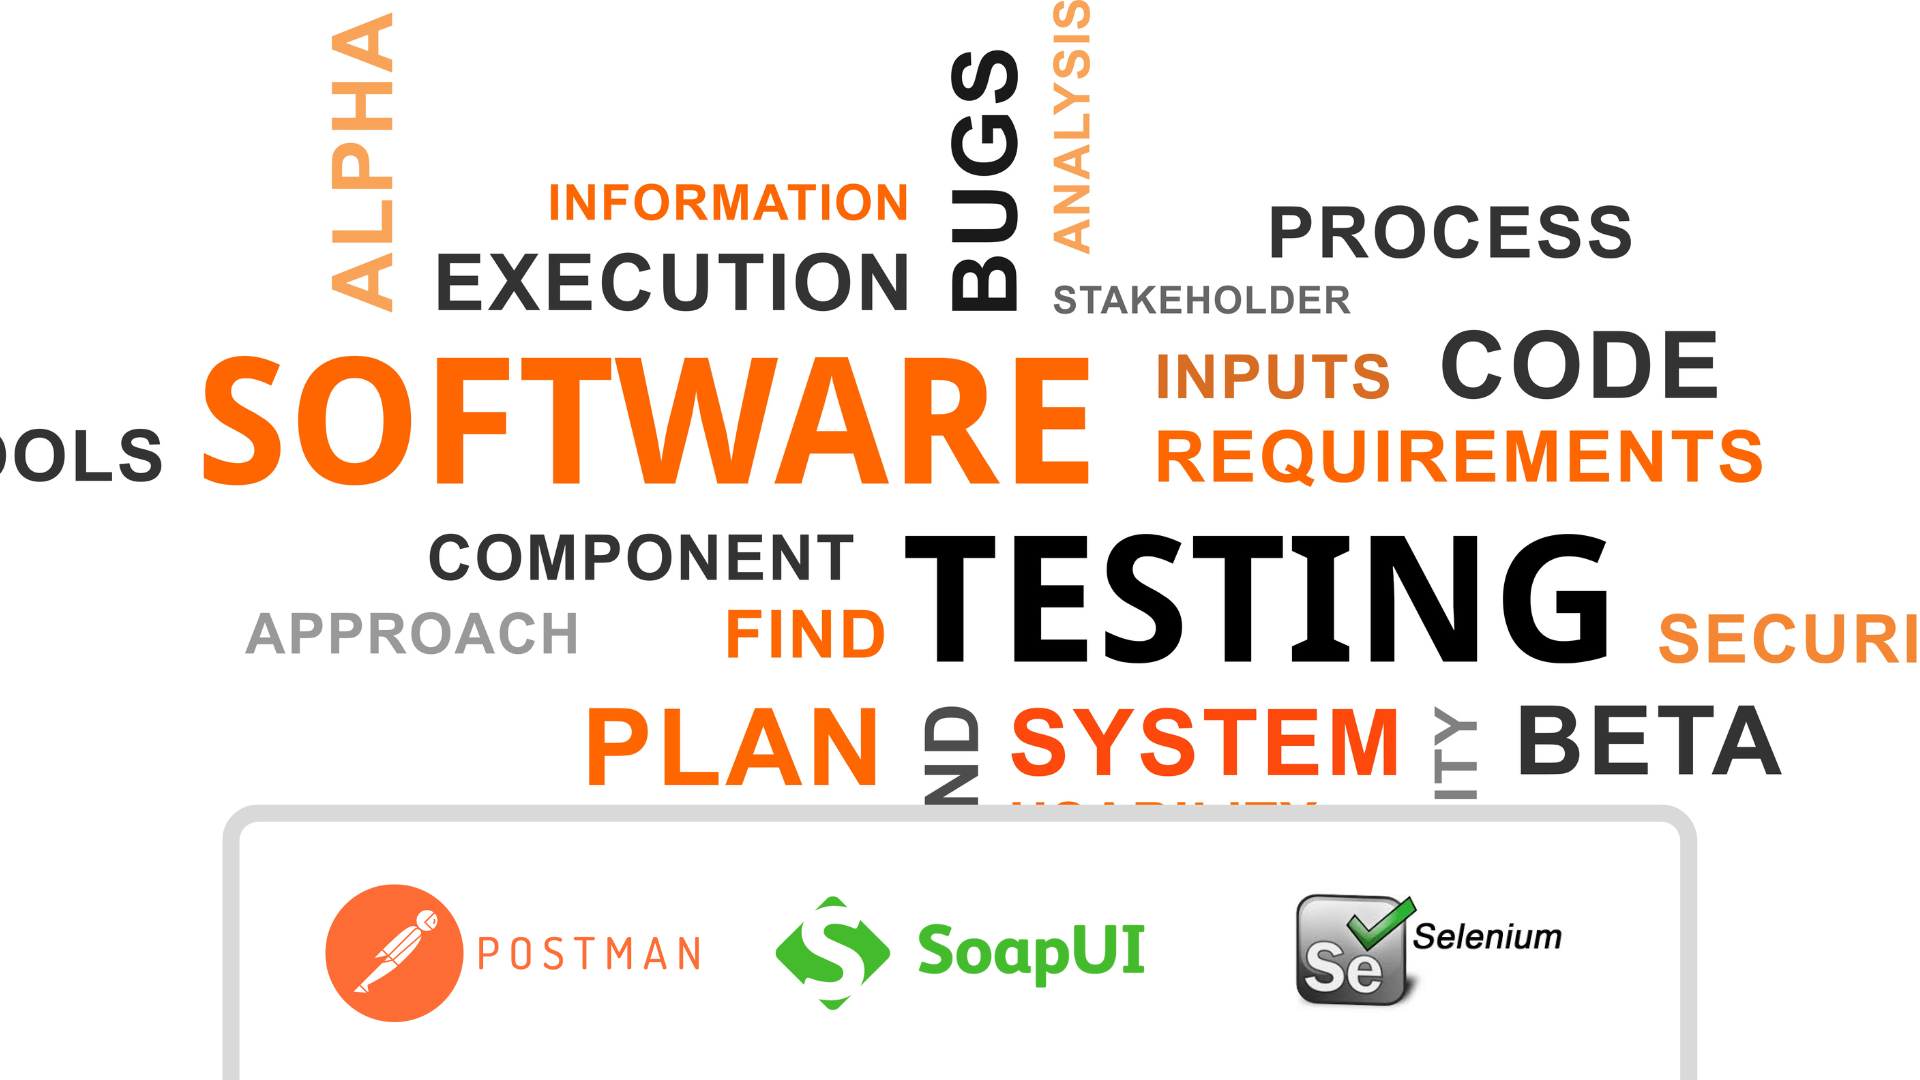 ALPHA
BUGS
ANALYSIS
INFORMATION
PROCESS
EXECUTION
STAKEHOLDER
SOFTWARE
INPUTS
CODE
OOLS
REQUIREMENTS
COMPONENT
TESTING
APPROACH
FIND
SECURI
PLAN
ND
SYSTEM
ITY
BETA
USABILITY
POSTMAN
SoapUI
Se
Selenium